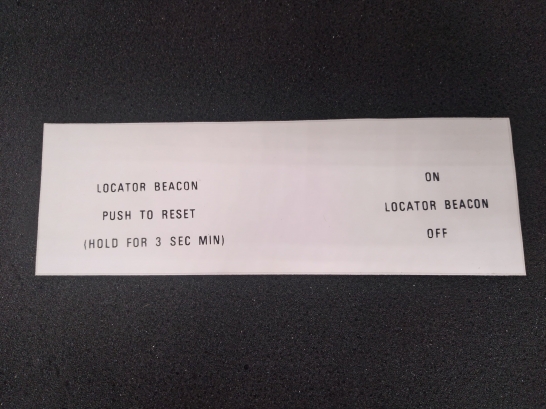 LOCATOR BEACON
PUSH TO RESET
(HOLD FOR 3 SEC MIN)
ON
LOCATOR BEACON
OFF